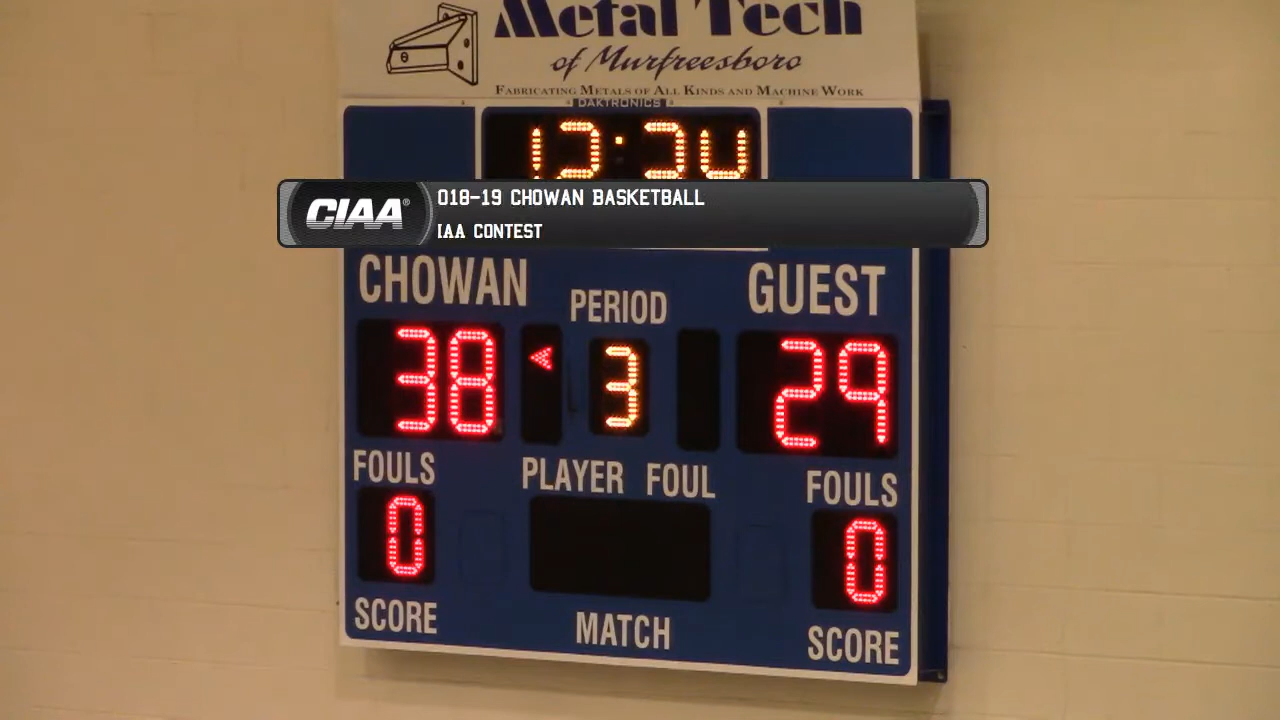 Metal Tech
of Murfreesboro
FABRICATING METALS OF ALL KINDS AND MACHINE WORK
DAKTRONICS
12:34
CIAA®
018-19 CHOWAN BASKETBALL
IAA CONTEST
CHOWAN
GUEST
PERIOD
38
3
29
FOULS
PLAYER FOUL
FOULS
0
0
SCORE
MATCH
SCORE